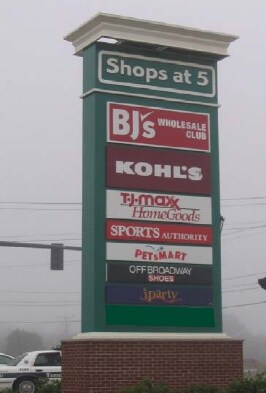 Shops at 5
BJ's WHOLESALE
CLUB
KOHL'S
T·J·maxx
HomeGoods
SPORTS AUTHORITY
PETSMART
OFF BROADWAY
SHOES
iparty